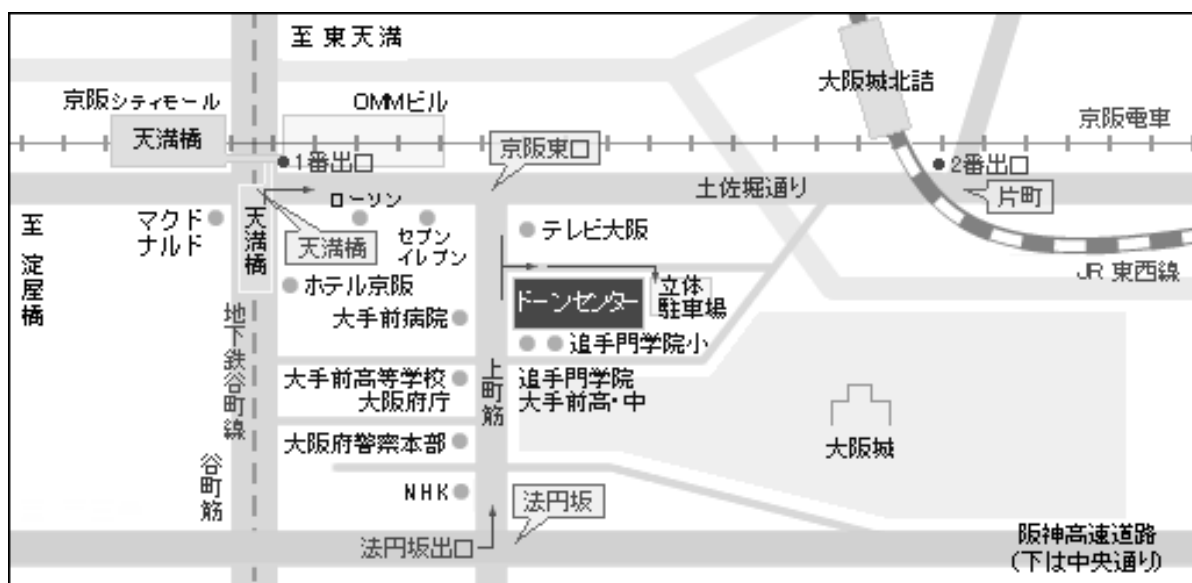 至 東天満
大阪城北詰
京阪シティモール
OMMビル
京阪電車
天満橋
京阪東口
1番出口
2番出口
土佐堀通り
片町
ローソン
至 淀屋橋
マクド
ナルド
天満橋
天満橋
セブン
イレブン
テレビ大阪
JR 東西線
ホテル京阪
ドーンセンター
立体
駐車場
大手前病院
追手門学院小
地下鉄谷町線
上町筋
大手前高等学校
大阪府庁
追手門学院
大手前高・中
大阪城
大阪府警察本部
谷町筋
NHK
法円坂
法円坂出口
阪神高速道路
(下は中央通り)